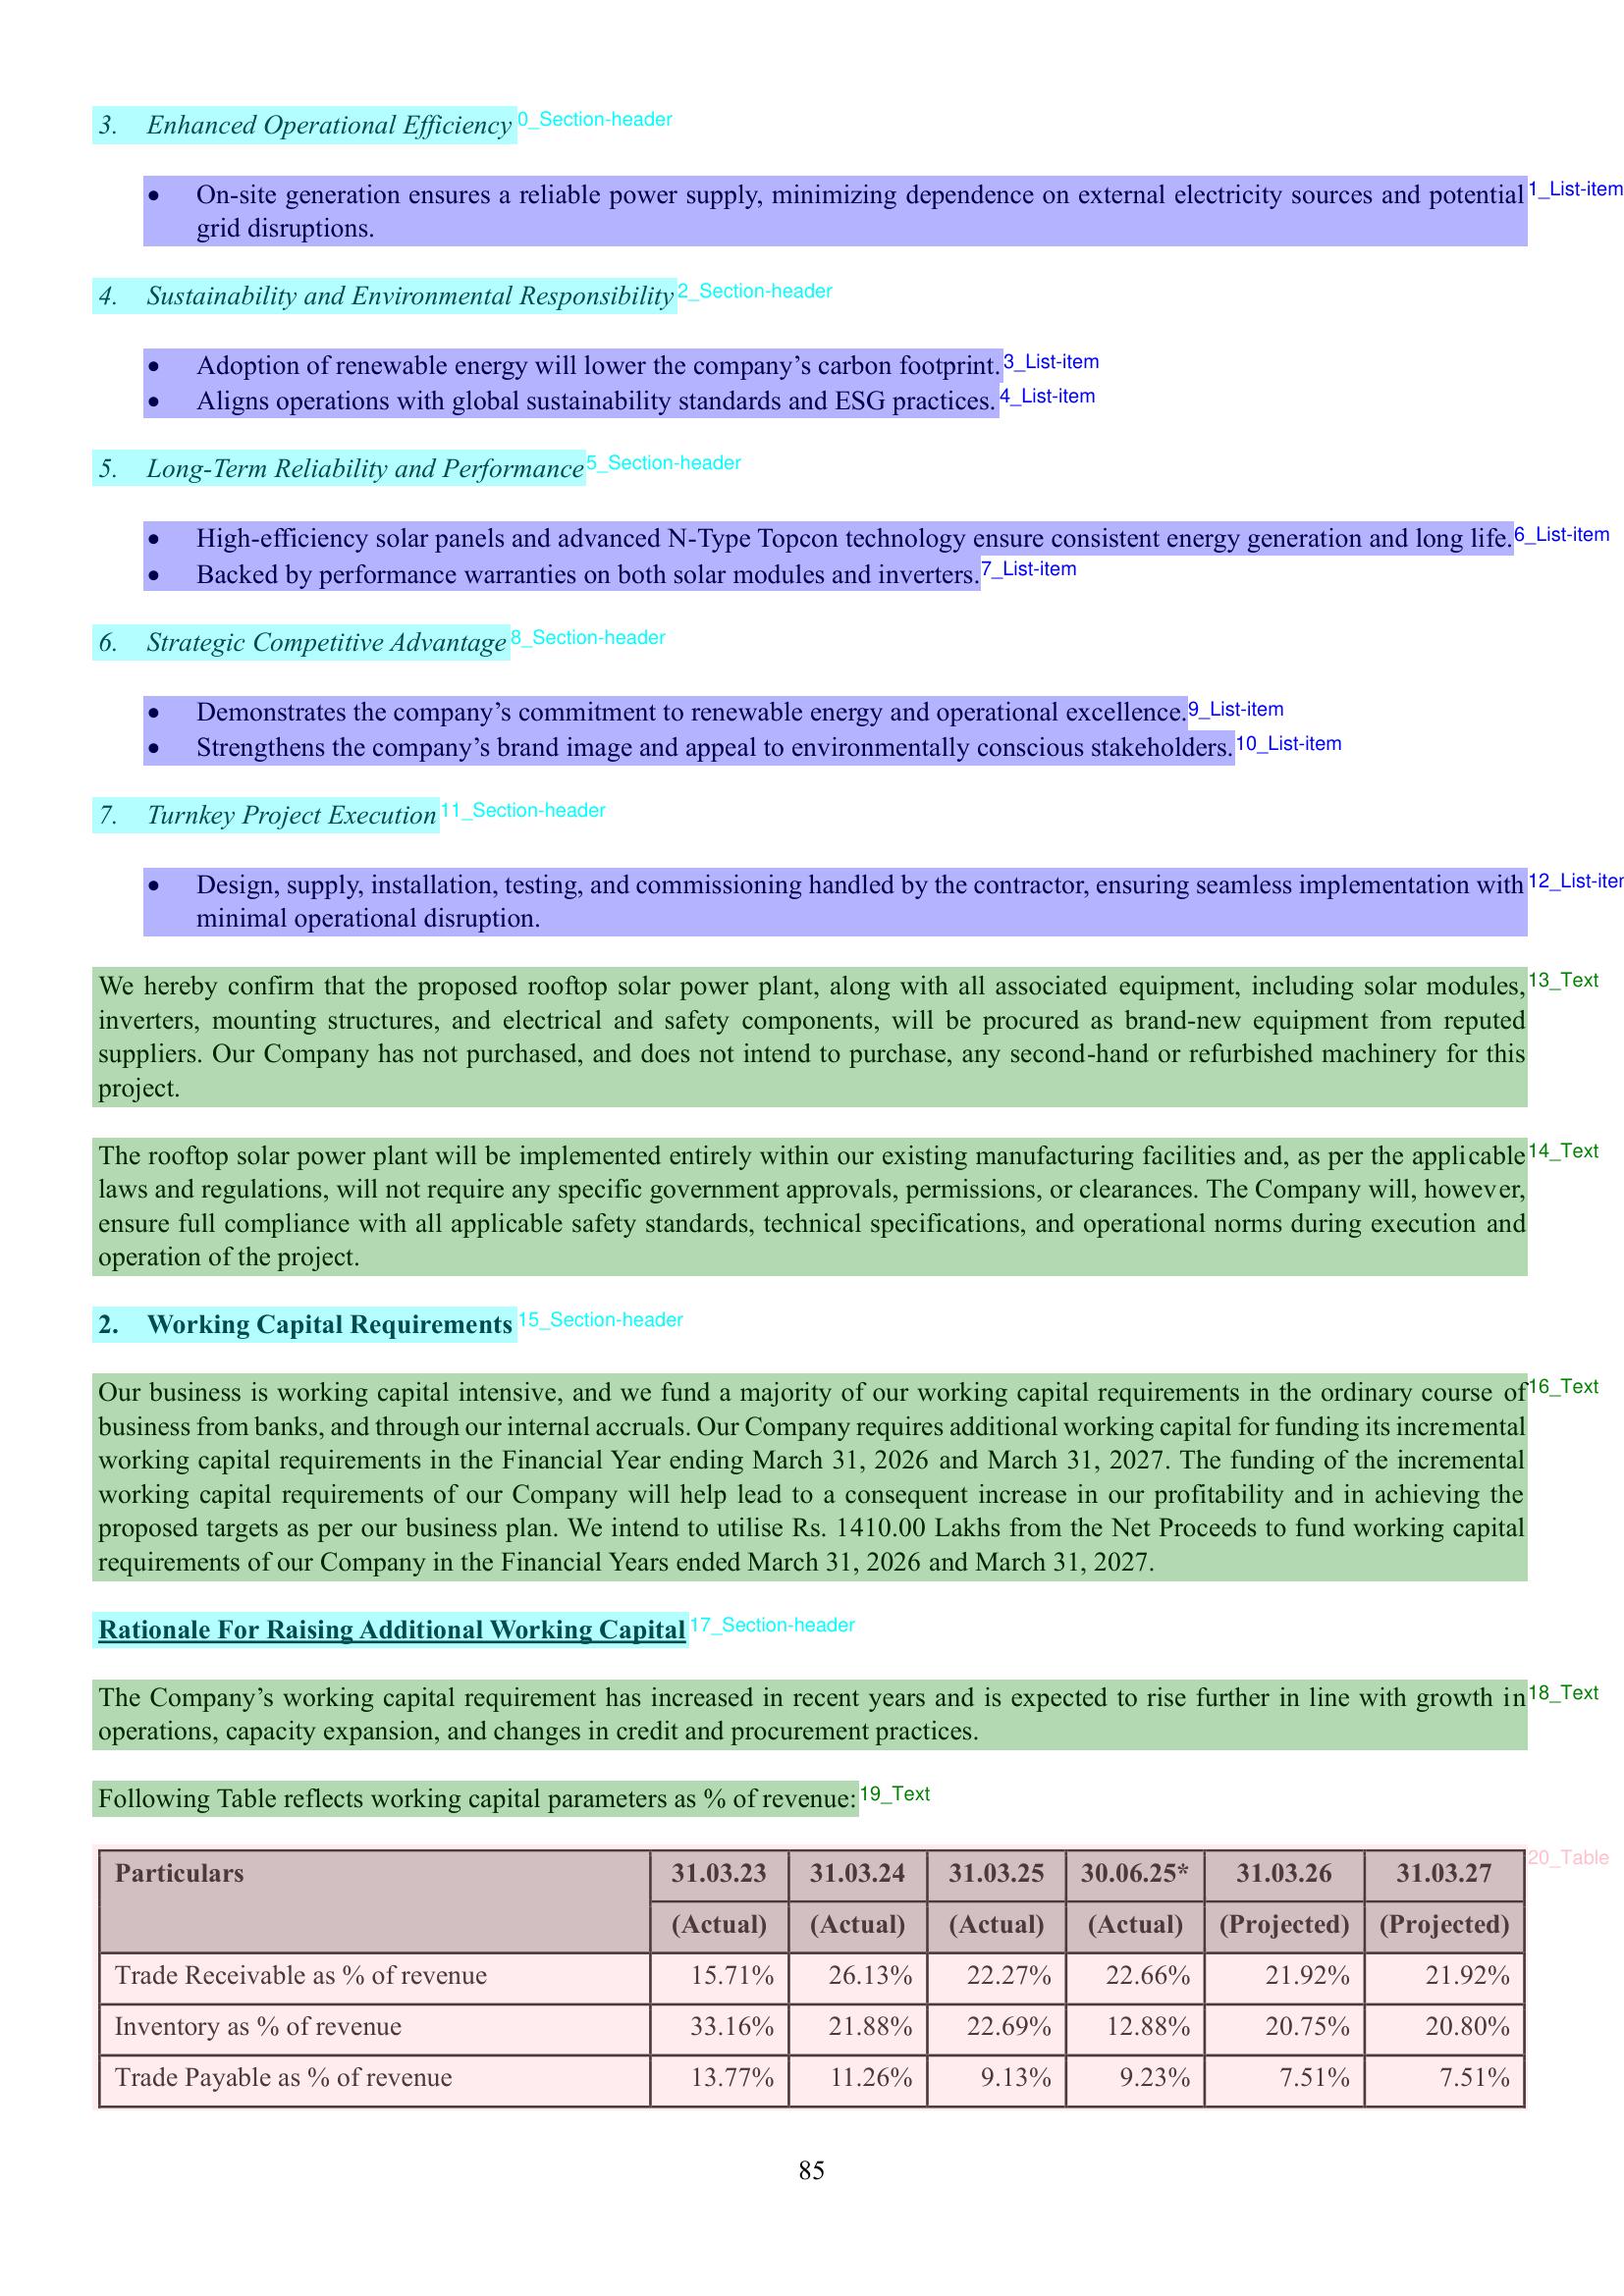 3. Enhanced Operational Efficiency 0_Section-header
• On-site generation ensures a reliable power supply, minimizing dependence on external electricity sources and potential 1_List-item
grid disruptions.
4. Sustainability and Environmental Responsibility 2_Section-header
• Adoption of renewable energy will lower the company’s carbon footprint. 3_List-item
• Aligns operations with global sustainability standards and ESG practices. 4_List-item
5. Long-Term Reliability and Performance 5_Section-header
• High-efficiency solar panels and advanced N-Type Topcon technology ensure consistent energy generation and long life. 6_List-item
• Backed by performance warranties on both solar modules and inverters. 7_List-item
6. Strategic Competitive Advantage 8_Section-header
• Demonstrates the company’s commitment to renewable energy and operational excellence. 9_List-item
• Strengthens the company’s brand image and appeal to environmentally conscious stakeholders. 10_List-item
7. Turnkey Project Execution 11_Section-header
• Design, supply, installation, testing, and commissioning handled by the contractor, ensuring seamless implementation with 12_List-iter
minimal operational disruption.
We hereby confirm that the proposed rooftop solar power plant, along with all associated equipment, including solar modules, 13_Text
inverters, mounting structures, and electrical and safety components, will be procured as brand-new equipment from reputed
suppliers. Our Company has not purchased, and does not intend to purchase, any second-hand or refurbished machinery for this
project.
The rooftop solar power plant will be implemented entirely within our existing manufacturing facilities and, as per the applicable 14_Text
laws and regulations, will not require any specific government approvals, permissions, or clearances. The Company will, however,
ensure full compliance with all applicable safety standards, technical specifications, and operational norms during execution and
operation of the project.
2. Working Capital Requirements 15_Section-header
Our business is working capital intensive, and we fund a majority of our working capital requirements in the ordinary course of 16_Text
business from banks, and through our internal accruals. Our Company requires additional working capital for funding its incremental
working capital requirements in the Financial Year ending March 31, 2026 and March 31, 2027. The funding of the incremental
working capital requirements of our Company will help lead to a consequent increase in our profitability and in achieving the
proposed targets as per our business plan. We intend to utilise Rs. 1410.00 Lakhs from the Net Proceeds to fund working capital
requirements of our Company in the Financial Years ended March 31, 2026 and March 31, 2027.
Rationale For Raising Additional Working Capital 17_Section-header
The Company’s working capital requirement has increased in recent years and is expected to rise further in line with growth in 18_Text
operations, capacity expansion, and changes in credit and procurement practices.
Following Table reflects working capital parameters as % of revenue: 19_Text
Particulars 31.03.23 31.03.24 31.03.25 30.06.25* 31.03.26 31.03.27 20_Table
(Actual) (Actual) (Actual) (Actual) (Projected) (Projected)
Trade Receivable as % of revenue 15.71% 26.13% 22.27% 22.66% 21.92% 21.92%
Inventory as % of revenue 33.16% 21.88% 22.69% 12.88% 20.75% 20.80%
Trade Payable as % of revenue 13.77% 11.26% 9.13% 9.23% 7.51% 7.51%
85